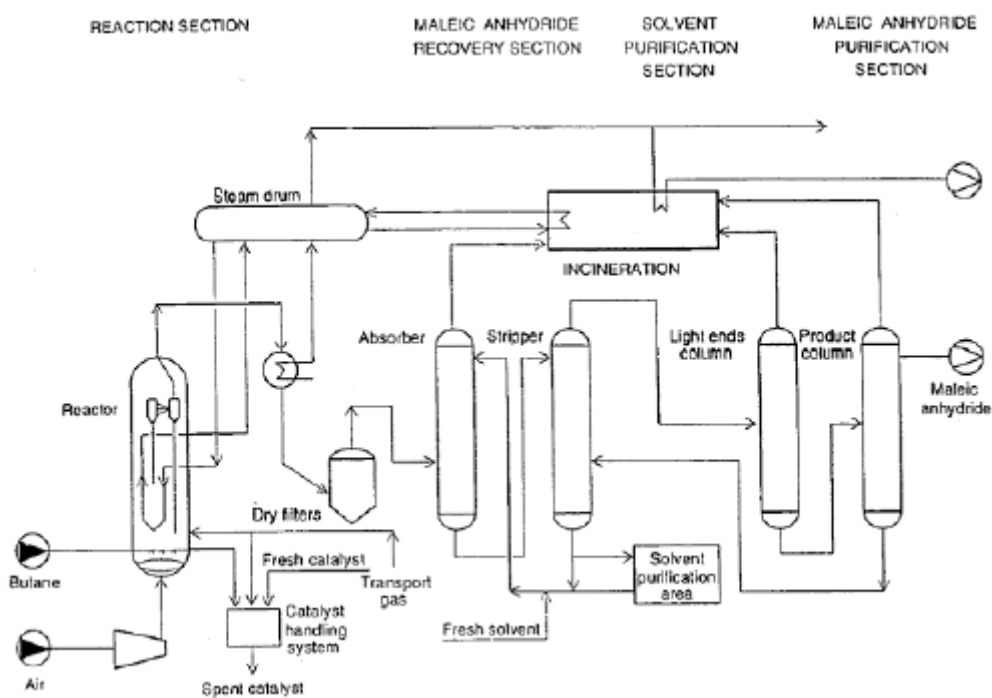 REACTION SECTION
MALEIC ANHYDRIDE
RECOVERY SECTION
SOLVENT
PURIFICATION
SECTION
MALEIC ANHYDRIDE
PURIFICATION
SECTION
Steam drum
INCINERATION
Absorber
Stripper
Light ends
column
Product
column
Reactor
Maleic
anhydride
Dry filters
Butane
Fresh catalyst
Transport
gas
Solvent
purification
area
Catalyst
handling
system
Fresh solvent
Air
Spent catalyst